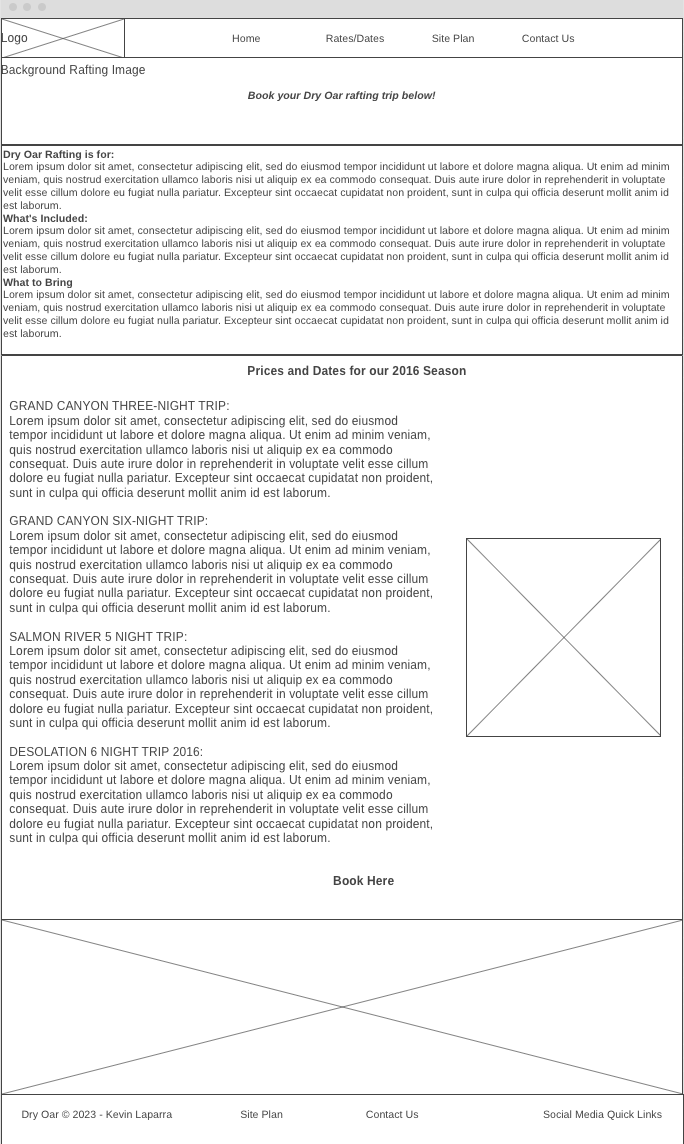 Logo
Home Rates/Dates Site Plan Contact Us
Background Rafting Image
Book your Dry Oar rafting trip below!
Dry Oar Rafting is for:
Lorem ipsum dolor sit amet, consectetur adipiscing elit, sed do eiusmod tempor incididunt ut labore et dolore magna aliqua. Ut enim ad minim
veniam, quis nostrud exercitation ullamco laboris nisi ut aliquip ex ea commodo consequat. Duis aute irure dolor in reprehenderit in voluptate
velit esse cillum dolore eu fugiat nulla pariatur. Excepteur sint occaecat cupidatat non proident, sunt in culpa qui officia deserunt mollit anim id
est laborum.
What's Included:
Lorem ipsum dolor sit amet, consectetur adipiscing elit, sed do eiusmod tempor incididunt ut labore et dolore magna aliqua. Ut enim ad minim
veniam, quis nostrud exercitation ullamco laboris nisi ut aliquip ex ea commodo consequat. Duis aute irure dolor in reprehenderit in voluptate
velit esse cillum dolore eu fugiat nulla pariatur. Excepteur sint occaecat cupidatat non proident, sunt in culpa qui officia deserunt mollit anim id
est laborum.
What to Bring
Lorem ipsum dolor sit amet, consectetur adipiscing elit, sed do eiusmod tempor incididunt ut labore et dolore magna aliqua. Ut enim ad minim
veniam, quis nostrud exercitation ullamco laboris nisi ut aliquip ex ea commodo consequat. Duis aute irure dolor in reprehenderit in voluptate
velit esse cillum dolore eu fugiat nulla pariatur. Excepteur sint occaecat cupidatat non proident, sunt in culpa qui officia deserunt mollit anim id
est laborum.
Prices and Dates for our 2016 Season
GRAND CANYON THREE-NIGHT TRIP:
Lorem ipsum dolor sit amet, consectetur adipiscing elit, sed do eiusmod
tempor incididunt ut labore et dolore magna aliqua. Ut enim ad minim veniam,
quis nostrud exercitation ullamco laboris nisi ut aliquip ex ea commodo
consequat. Duis aute irure dolor in reprehenderit in voluptate velit esse cillum
dolore eu fugiat nulla pariatur. Excepteur sint occaecat cupidatat non proident,
sunt in culpa qui officia deserunt mollit anim id est laborum.
GRAND CANYON SIX-NIGHT TRIP:
Lorem ipsum dolor sit amet, consectetur adipiscing elit, sed do eiusmod
tempor incididunt ut labore et dolore magna aliqua. Ut enim ad minim veniam,
quis nostrud exercitation ullamco laboris nisi ut aliquip ex ea commodo
consequat. Duis aute irure dolor in reprehenderit in voluptate velit esse cillum
dolore eu fugiat nulla pariatur. Excepteur sint occaecat cupidatat non proident,
sunt in culpa qui officia deserunt mollit anim id est laborum.
SALMON RIVER 5 NIGHT TRIP:
Lorem ipsum dolor sit amet, consectetur adipiscing elit, sed do eiusmod
tempor incididunt ut labore et dolore magna aliqua. Ut enim ad minim veniam,
quis nostrud exercitation ullamco laboris nisi ut aliquip ex ea commodo
consequat. Duis aute irure dolor in reprehenderit in voluptate velit esse cillum
dolore eu fugiat nulla pariatur. Excepteur sint occaecat cupidatat non proident,
sunt in culpa qui officia deserunt mollit anim id est laborum.
DESOLATION 6 NIGHT TRIP 2016:
Lorem ipsum dolor sit amet, consectetur adipiscing elit, sed do eiusmod
tempor incididunt ut labore et dolore magna aliqua. Ut enim ad minim veniam,
quis nostrud exercitation ullamco laboris nisi ut aliquip ex ea commodo
consequat. Duis aute irure dolor in reprehenderit in voluptate velit esse cillum
dolore eu fugiat nulla pariatur. Excepteur sint occaecat cupidatat non proident,
sunt in culpa qui officia deserunt mollit anim id est laborum.
Book Here
Dry Oar © 2023 - Kevin Laparra Site Plan Contact Us Social Media Quick Links